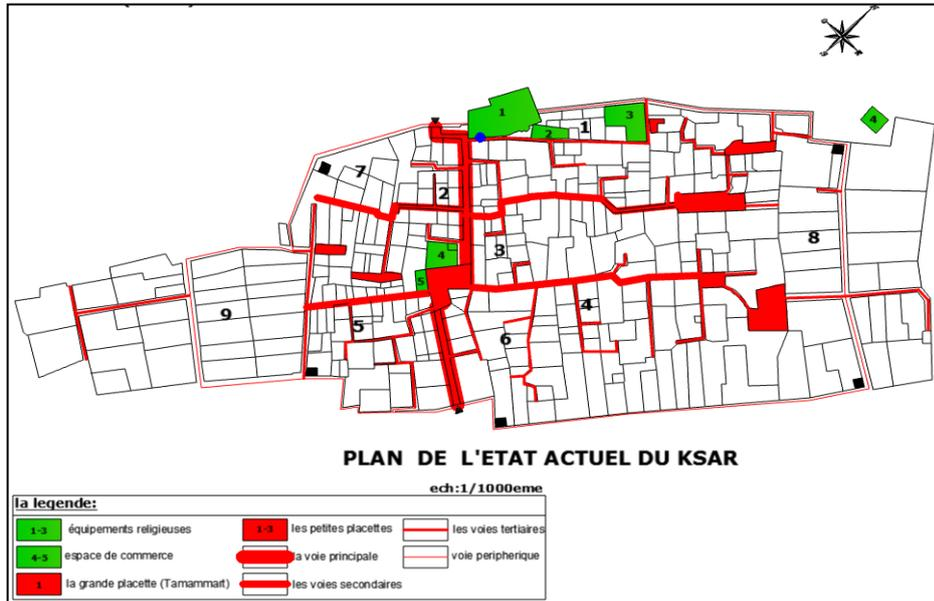 1
4
3
2
1
7
2
3
8
4
5
9
4
5
6
PLAN DE L'ETAT ACTUEL DU KSAR
ech:1/1000eme
la legende:
1-3 équipements religieuses 1-3 les petites placettes les voies tertiaires
4-5 espace de commerce la voie principale voie peripherique
1 la grande placette (Tamammart) les voies secondaires